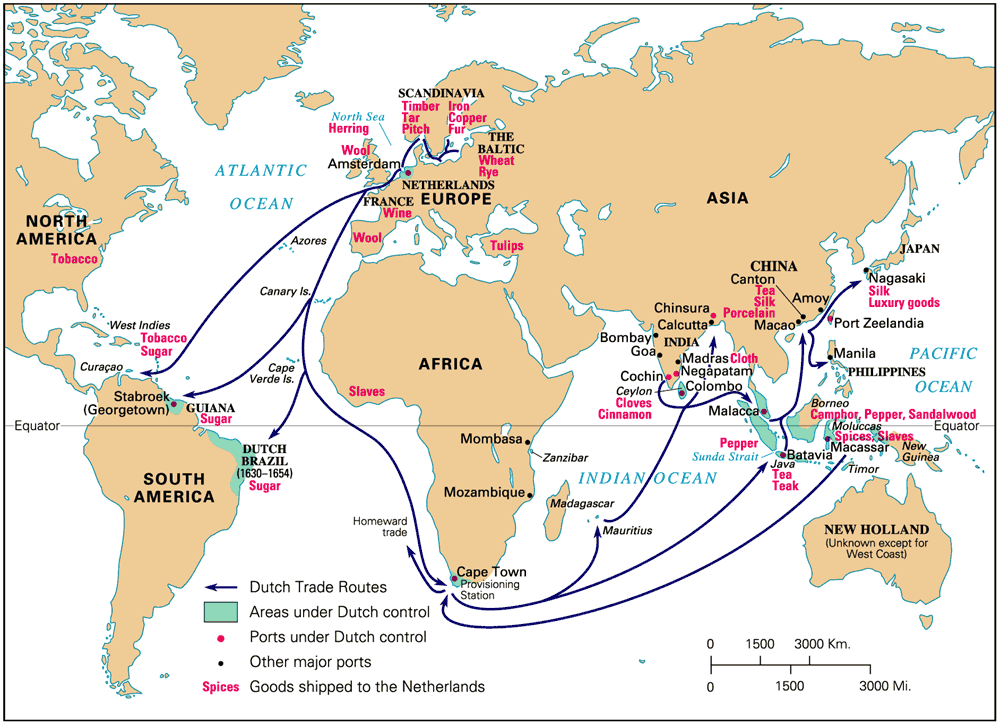 SCANDINAVIA
Timber
Tar
Pitch
Iron
Copper
Fur
North Sea
Herring
THE
BALTIC
Wheat
Rye
Wool
Amsterdam
NETHERLANDS
EUROPE
FRANCE
Wine
Wool
Tulips
ATLANTIC
OCEAN
NORTH
AMERICA
Tobacco
Azores
Canary Is.
West Indies
Tobacco
Sugar
Curaçao
Cape
Verde Is.
Stabroek
(Georgetown)
GUIANA
Sugar
Equator
DUTCH
BRAZIL
(1630–1654)
Sugar
SOUTH
AMERICA
AFRICA
Slaves
Mombasa
Zanzibar
Mozambique
Madagascar
Mauritius
INDIAN OCEAN
Homeward
trade
Cape Town
Provisioning
Station
ASIA
JAPAN
Nagasaki
Silk
Luxury goods
CHINA
Canton
Tea
Silk
Porcelain
Amoy
Macao
Port Zeelandia
Chinsura
Calcutta
INDIA
Bombay
Goa
Madras
Cloth
Negapatam
Cochin
Colombo
Ceylon
Cloves
Cinnamon
Manila
PHILIPPINES
PACIFIC
OCEAN
Malacca
Borneo
Camphor, Pepper, Sandalwood
Moluccas
Equator
Spices, Slaves
Macassar
New
Guinea
Pepper
Sunda Strait
Batavia
Java
Tea
Teak
Timor
NEW HOLLAND
(Unknown except for
West Coast)
Dutch Trade Routes
Areas under Dutch control
Ports under Dutch control
Other major ports
Spices Goods shipped to the Netherlands
0 1500 3000 Km.
0 1500 3000 Mi.